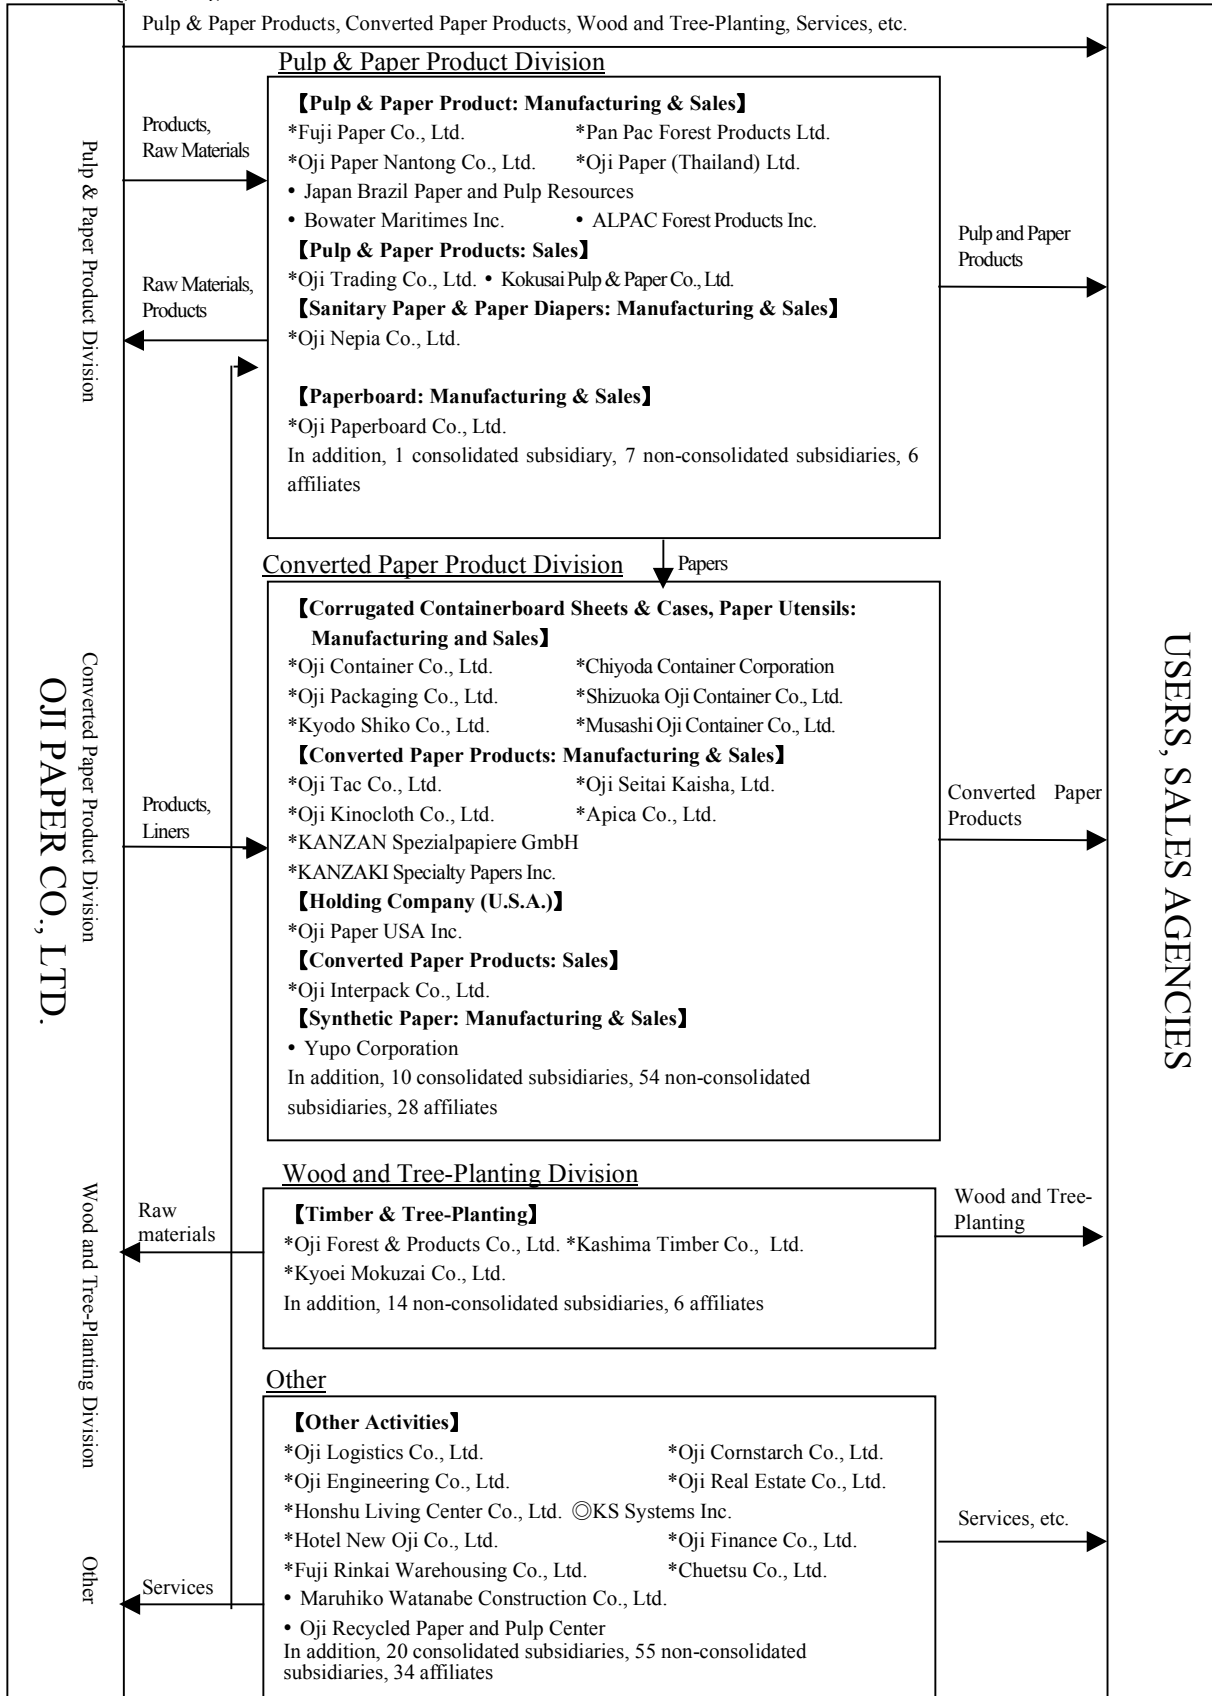 Pulp & Paper Products, Converted Paper Products, Wood and Tree-Planting, Services, etc.
Pulp & Paper Product Division
【Pulp & Paper Product: Manufacturing & Sales】
*Fuji Paper Co., Ltd. *Pan Pac Forest Products Ltd.
*Oji Paper Nantong Co., Ltd. *Oji Paper (Thailand) Ltd.
• Japan Brazil Paper and Pulp Resources
• Bowater Maritimes Inc. • ALPAC Forest Products Inc.
【Pulp & Paper Products: Sales】
*Oji Trading Co., Ltd. • Kokusai Pulp & Paper Co., Ltd.
【Sanitary Paper & Paper Diapers: Manufacturing & Sales】
*Oji Nepia Co., Ltd.
【Paperboard: Manufacturing & Sales】
*Oji Paperboard Co., Ltd.
In addition, 1 consolidated subsidiary, 7 non-consolidated subsidiaries, 6
affiliates
Products,
Raw Materials
Raw Materials,
Products
Pulp and Paper
Products
Pulp & Paper Product Division
Converted Paper Product Division
Papers
【Corrugated Containerboard Sheets & Cases, Paper Utensils:
Manufacturing and Sales】
*Oji Container Co., Ltd. *Chiyoda Container Corporation
*Oji Packaging Co., Ltd. *Shizuoka Oji Container Co., Ltd.
*Kyodo Shiko Co., Ltd. *Musashi Oji Container Co., Ltd.
【Converted Paper Products: Manufacturing & Sales】
*Oji Tac Co., Ltd. *Oji Seitai Kaisha, Ltd.
*Oji Kinocloth Co., Ltd. *Apica Co., Ltd.
*KANZAN Spezialpapiere GmbH
*KANZAKI Specialty Papers Inc.
【Holding Company (U.S.A.)】
*Oji Paper USA Inc.
【Converted Paper Products: Sales】
*Oji Interpack Co., Ltd.
【Synthetic Paper: Manufacturing & Sales】
• Yupo Corporation
In addition, 10 consolidated subsidiaries, 54 non-consolidated
subsidiaries, 28 affiliates
Products,
Liners
Converted Paper
Products
Converted Paper Product Division
OJI PAPER CO., LTD.
USERS, SALES AGENCIES
Wood and Tree-Planting Division
【Timber & Tree-Planting】
*Oji Forest & Products Co., Ltd. *Kashima Timber Co., Ltd.
*Kyoei Mokuzai Co., Ltd.
In addition, 14 non-consolidated subsidiaries, 6 affiliates
Raw
materials
Wood and Tree-
Planting
Wood and Tree-Planting Division
Other
【Other Activities】
*Oji Logistics Co., Ltd. *Oji Cornstarch Co., Ltd.
*Oji Engineering Co., Ltd. *Oji Real Estate Co., Ltd.
*Honshu Living Center Co., Ltd. ◎KS Systems Inc.
*Hotel New Oji Co., Ltd. *Oji Finance Co., Ltd.
*Fuji Rinkai Warehousing Co., Ltd. *Chuetsu Co., Ltd.
• Maruhiko Watanabe Construction Co., Ltd.
• Oji Recycled Paper and Pulp Center
In addition, 20 consolidated subsidiaries, 55 non-consolidated
subsidiaries, 34 affiliates
Services
Services, etc.
Other